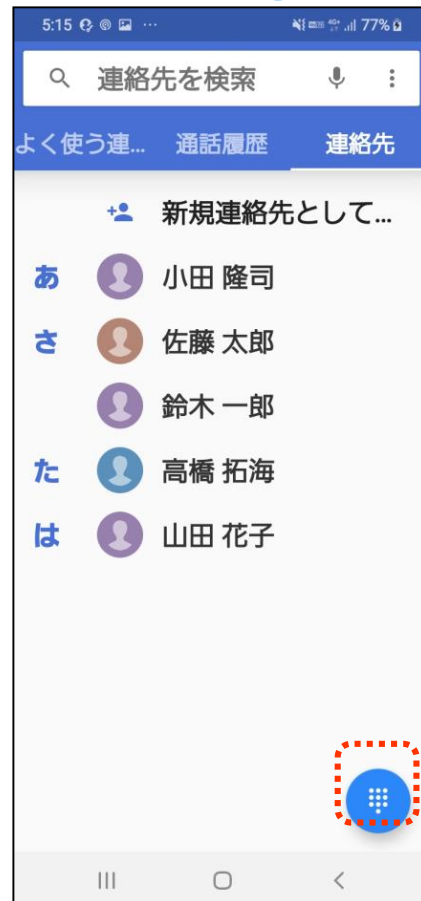 5:15 77%
連絡先を検索
よく使う連... 通話履歴 連絡先
新規連絡先として...
あ 小田 隆司
さ 佐藤 太郎
鈴木 一郎
た 高橋 拓海
は 山田 花子